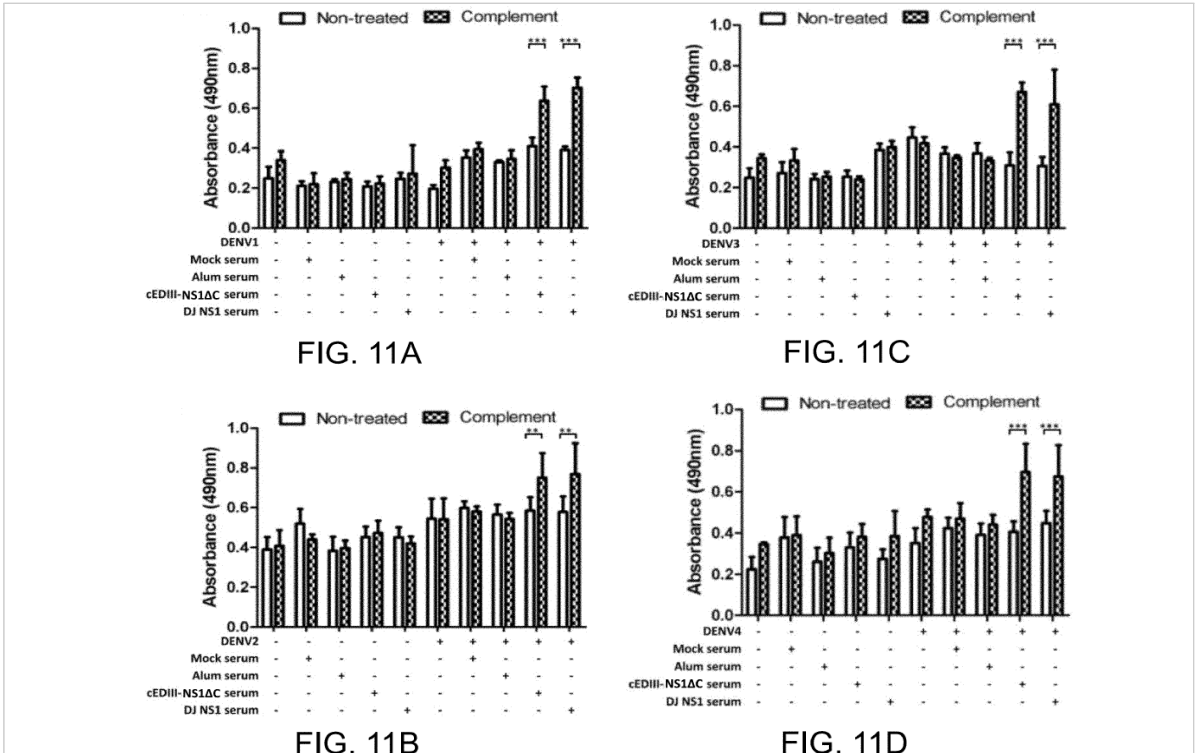 Non-treated Complement
*** ***
Absorbance (490nm)
1.0
0.8
0.6
0.4
0.2
0.0
DENV1 - - - - - + + + + +
Mock serum - + - - - - + - - -
Alum serum - - + - - - - + - -
cEDIII-NS1ΔC serum - - - + - - - - + -
DJ NS1 serum - - - - + - - - - +
FIG. 11A
Non-treated Complement
*** ***
Absorbance (490nm)
1.0
0.8
0.6
0.4
0.2
0.0
DENV3 - - - - - + + + + +
Mock serum - + - - - - + - - -
Alum serum - - + - - - - + - -
cEDIII-NS1ΔC serum - - - + - - - - + -
DJ NS1 serum - - - - + - - - - +
FIG. 11C
Non-treated Complement
** **
Absorbance (490nm)
1.0
0.8
0.6
0.4
0.2
0.0
DENV2 - - - - - + + + + +
Mock serum - + - - - - + - - -
Alum serum - - + - - - - + - -
cEDIII-NS1ΔC serum - - - + - - - - + -
DJ NS1 serum - - - - + - - - - +
FIG. 11B
Non-treated Complement
*** ***
Absorbance (490nm)
1.0
0.8
0.6
0.4
0.2
0.0
DENV4 - - - - - + + + + +
Mock serum - + - - - - + - - -
Alum serum - - + - - - - + - -
cEDIII-NS1ΔC serum - - - + - - - - + -
DJ NS1 serum - - - - + - - - - +
FIG. 11D